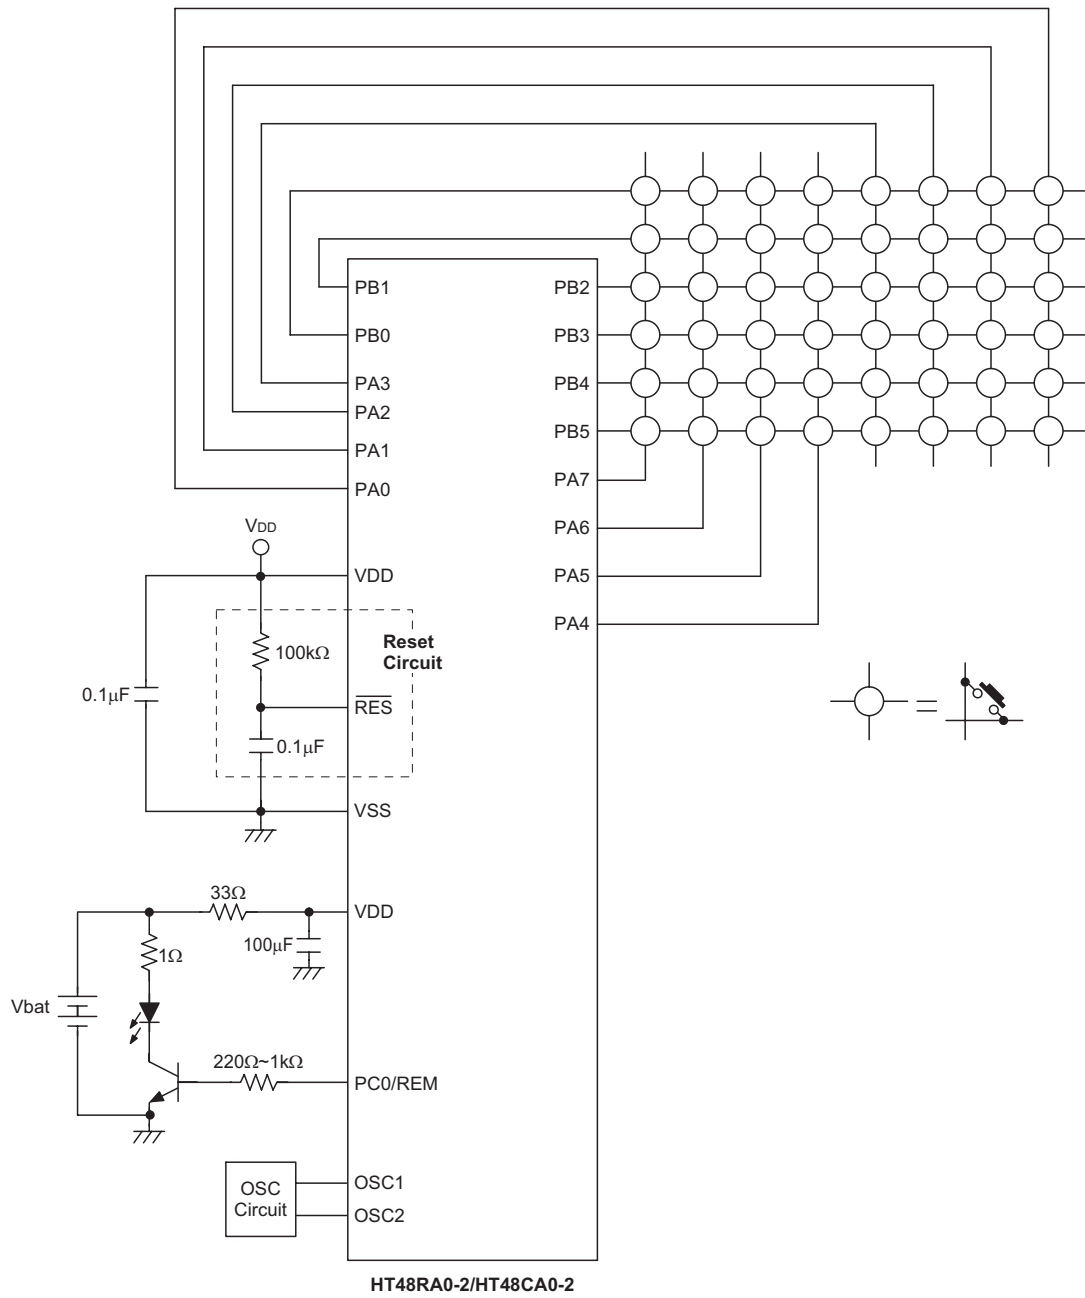 PB1
PB2
PB0
PB3
PA3
PB4
PA2
PB5
PA1
PA7
PA0
PA6
VDD
VDD
PA5
PA4
Reset
Circuit
100kΩ
0.1μF
RES
0.1μF
VSS
33Ω
VDD
100μF
1Ω
Vbat
220Ω~1kΩ
PC0/REM
OSC
Circuit
OSC1
OSC2
HT48RA0-2/HT48CA0-2